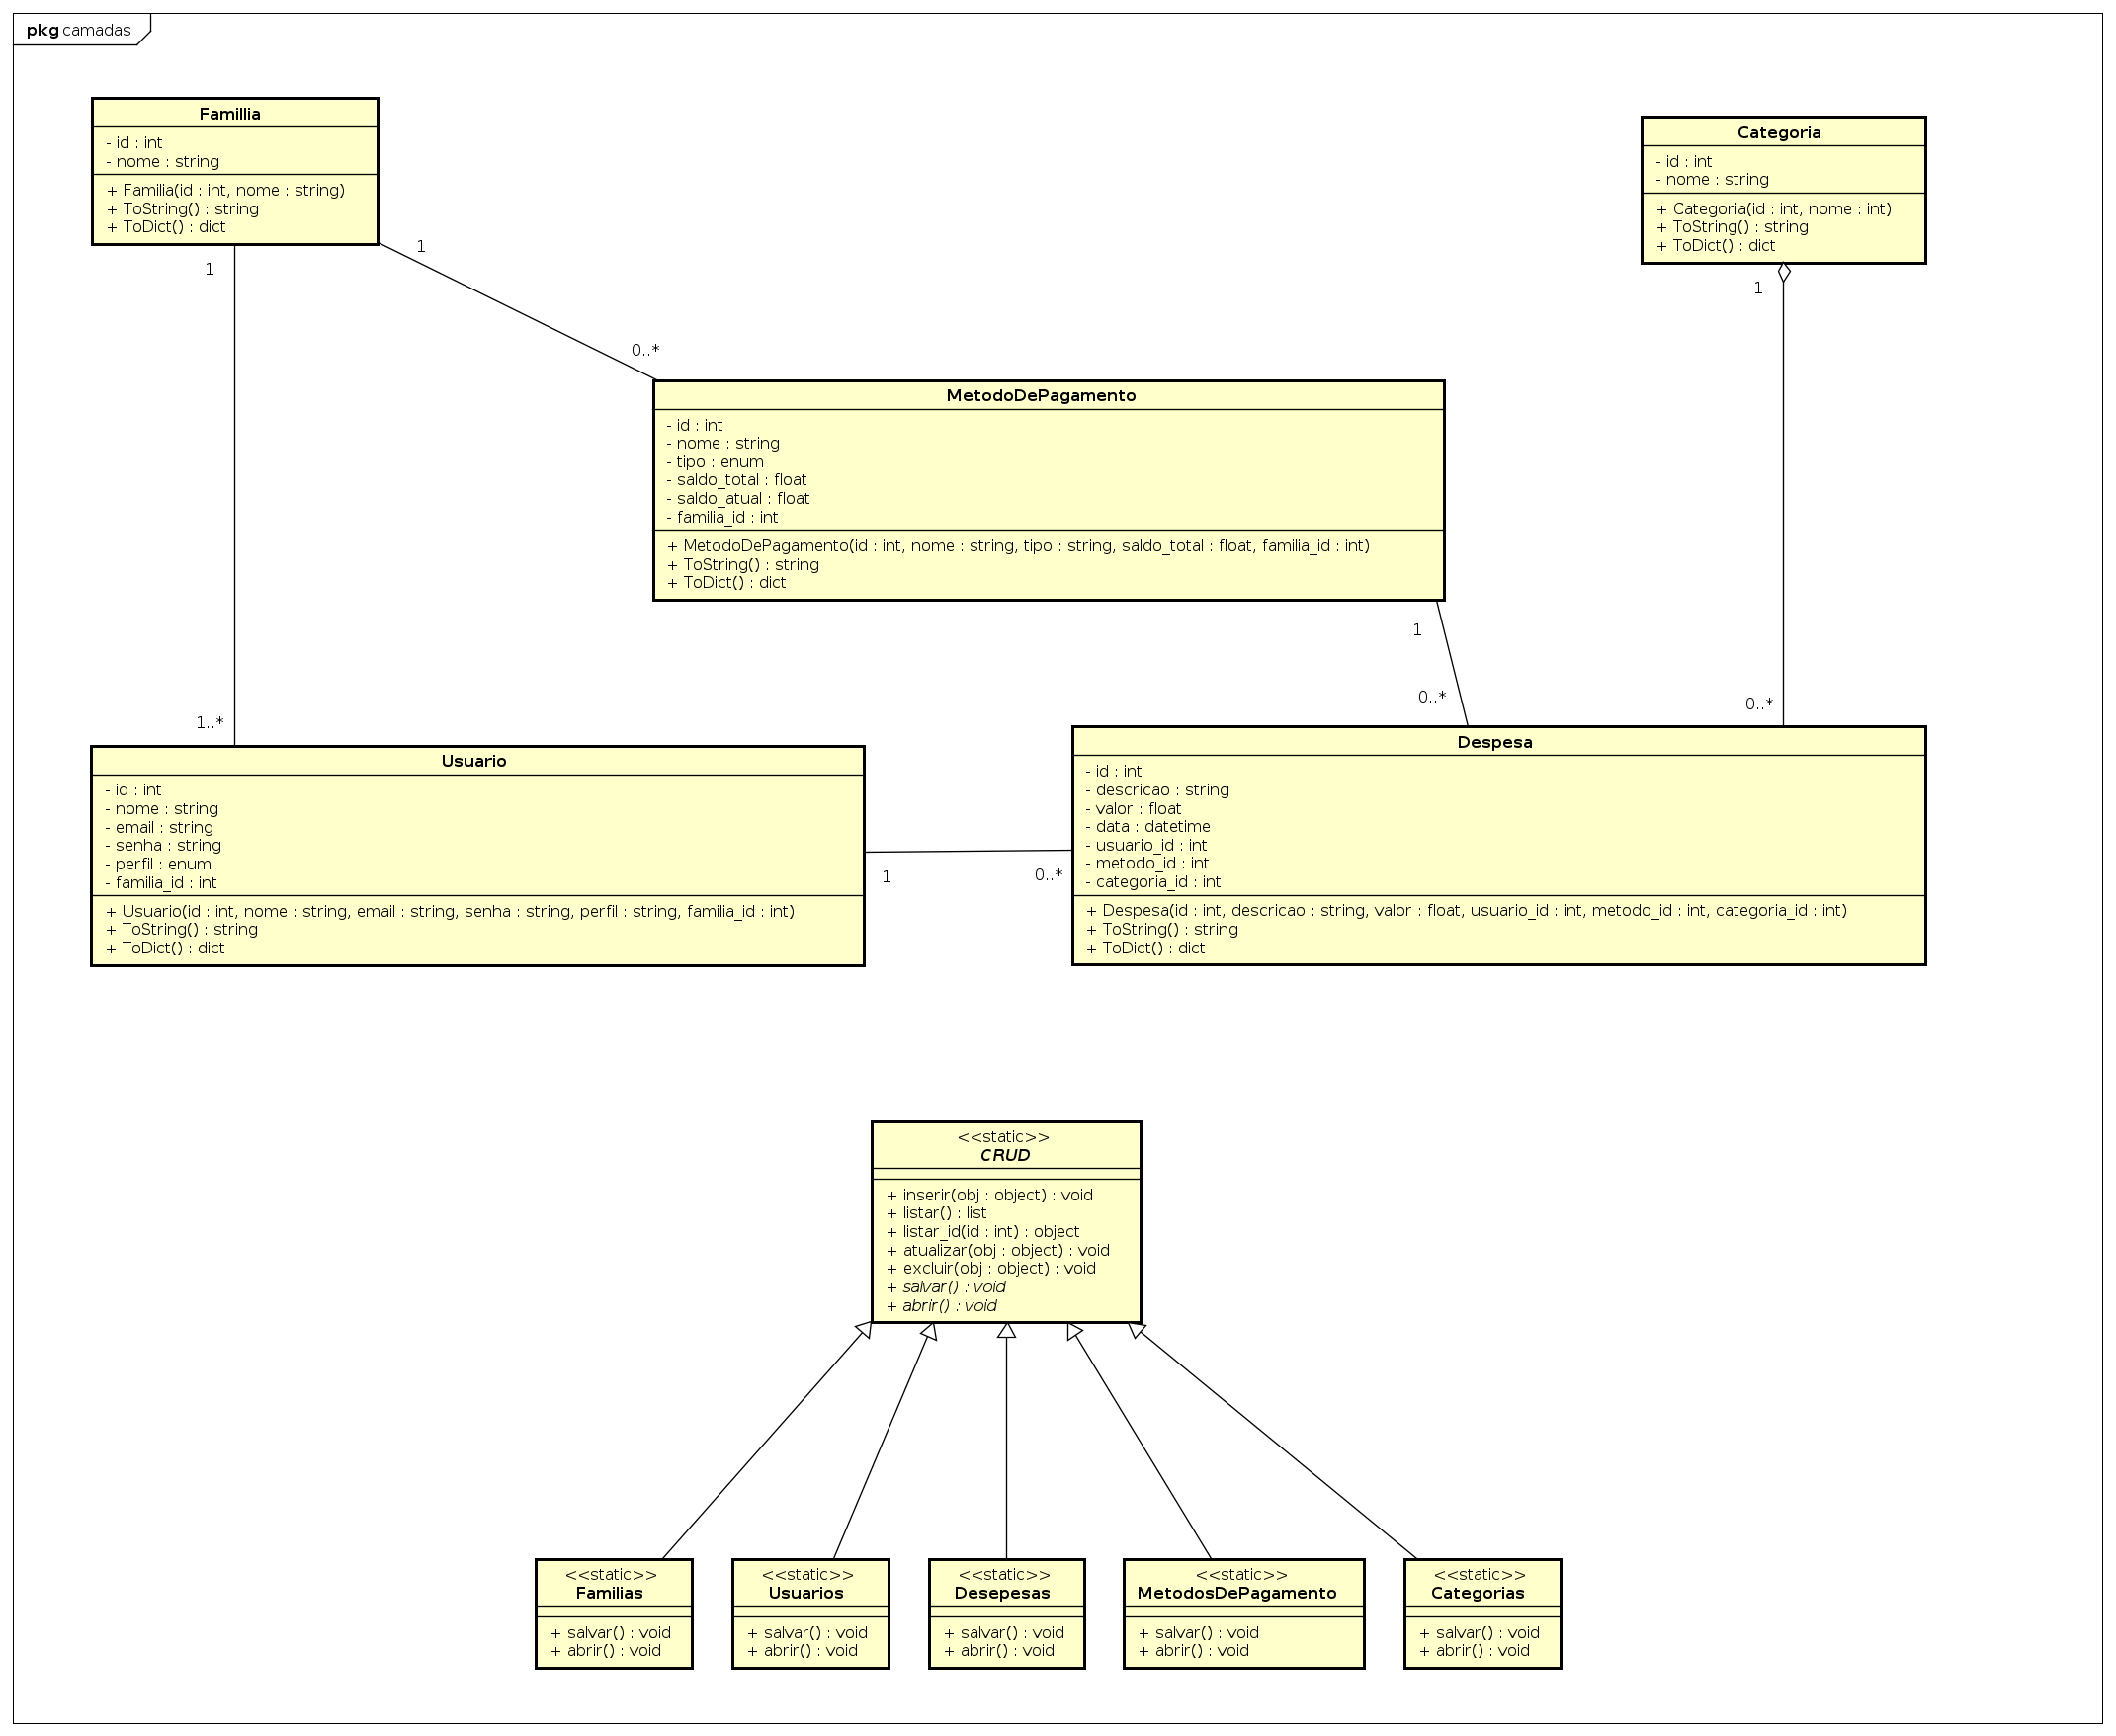 pkg camadas
Famillia
- id : int
- nome : string
+ Familia(id : int, nome : string)
+ ToString() : string
+ ToDict() : dict
Categoria
- id : int
- nome : string
+ Categoria(id : int, nome : int)
+ ToString() : string
+ ToDict() : dict
1
1
1
0..*
MetodoDePagamento
- id : int
- nome : string
- tipo : enum
- saldo_total : float
- saldo_atual : float
- familia_id : int
+ MetodoDePagamento(id : int, nome : string, tipo : string, saldo_total : float, familia_id : int)
+ ToString() : string
+ ToDict() : dict
1
0..*
0..*
1..*
Usuario
- id : int
- nome : string
- email : string
- senha : string
- perfil : enum
- familia_id : int
+ Usuario(id : int, nome : string, email : string, senha : string, perfil : string, familia_id : int)
+ ToString() : string
+ ToDict() : dict
1
0..*
Despesa
- id : int
- descricao : string
- valor : float
- data : datetime
- usuario_id : int
- metodo_id : int
- categoria_id : int
+ Despesa(id : int, descricao : string, valor : float, usuario_id : int, metodo_id : int, categoria_id : int)
+ ToString() : string
+ ToDict() : dict
<<static>>
CRUD
+ inserir(obj : object) : void
+ listar() : list
+ listar_id(id : int) : object
+ atualizar(obj : object) : void
+ excluir(obj : object) : void
+ salvar() : void
+ abrir() : void
<<static>>
Familias
+ salvar() : void
+ abrir() : void
<<static>>
Usuarios
+ salvar() : void
+ abrir() : void
<<static>>
Desepesas
+ salvar() : void
+ abrir() : void
<<static>>
MetodosDePagamento
+ salvar() : void
+ abrir() : void
<<static>>
Categorias
+ salvar() : void
+ abrir() : void